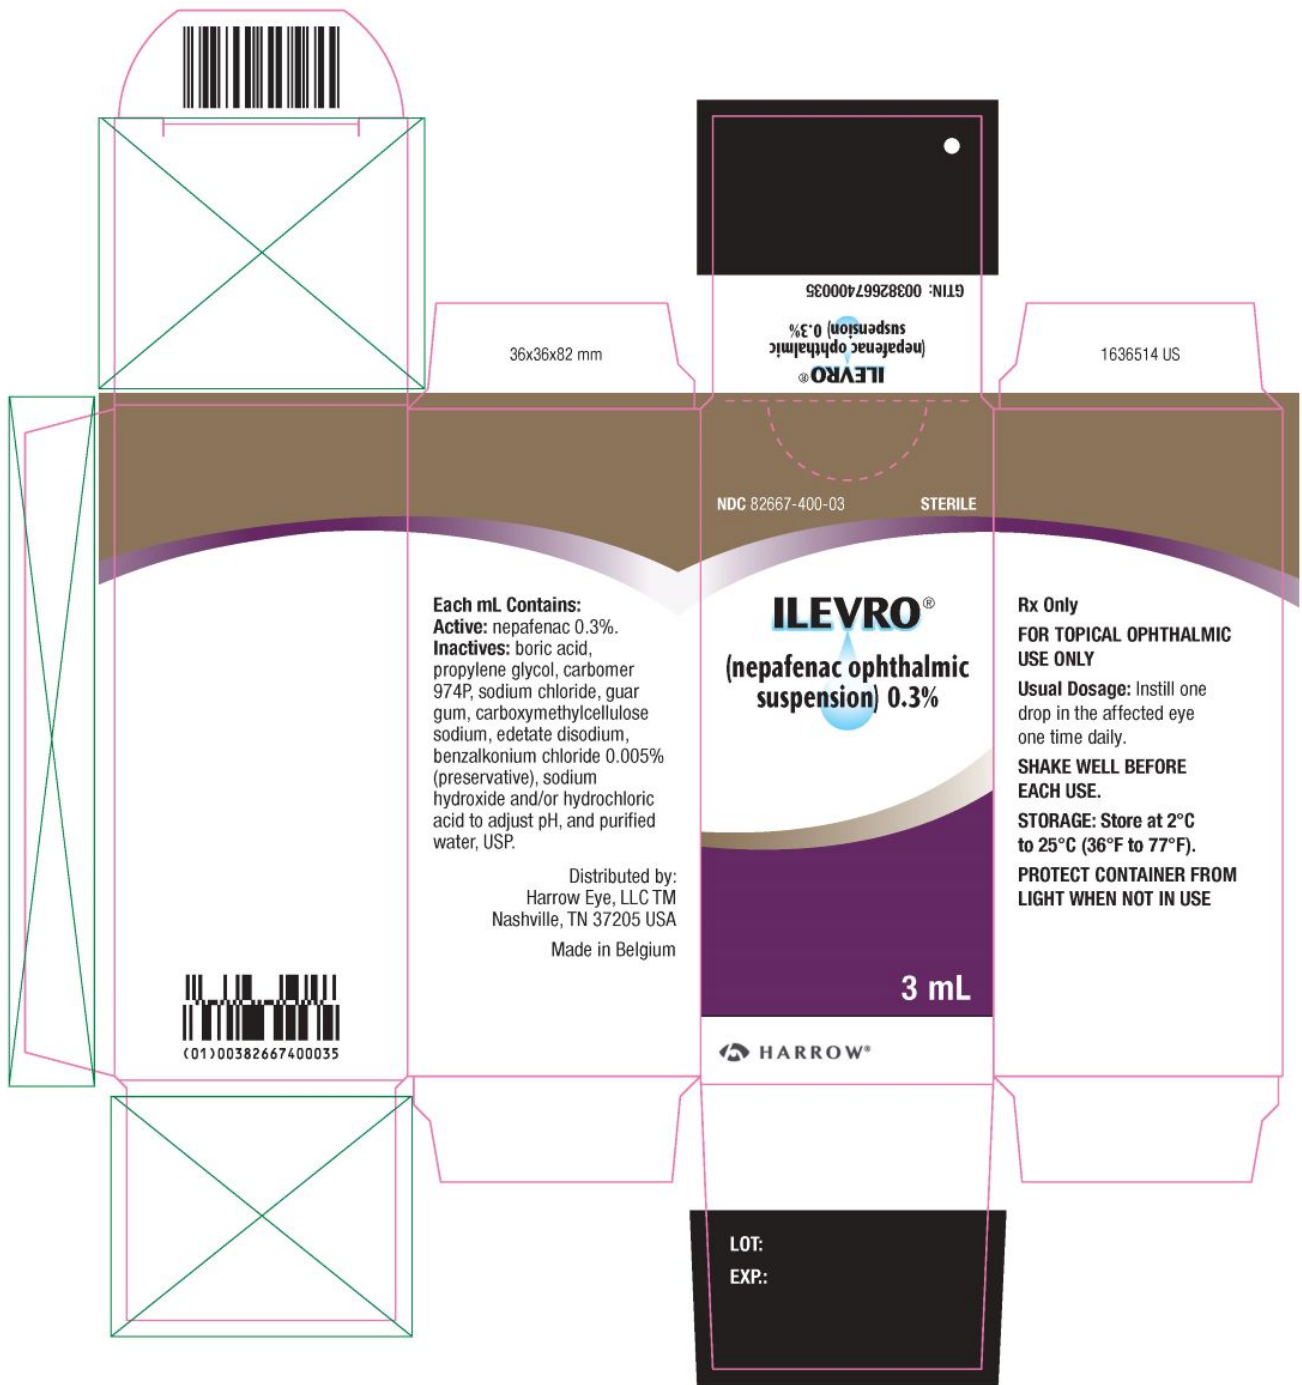 GTIN: 00382667400035
ILEVRO®
(nepafenac ophthalmic
suspension) 0.3%
36x36x82 mm
1636514 US
NDC 82667-400-03
STERILE
Each mL Contains:
Active: nepafenac 0.3%.
Inactives: boric acid,
propylene glycol, carbomer
974P, sodium chloride, guar
gum, carboxymethylcellulose
sodium, edetate disodium,
benzalkonium chloride 0.005%
(preservative), sodium
hydroxide and/or hydrochloric
acid to adjust pH, and purified
water, USP.
Distributed by:
Harrow Eye, LLC TM
Nashville, TN 37205 USA
Made in Belgium
ILEVRO®
(nepafenac ophthalmic
suspension) 0.3%
3 mL
HARROW®
Rx Only
FOR TOPICAL OPHTHALMIC
USE ONLY
Usual Dosage: Instill one
drop in the affected eye
one time daily.
SHAKE WELL BEFORE
EACH USE.
STORAGE: Store at 2°C
to 25°C (36°F to 77°F).
PROTECT CONTAINER FROM
LIGHT WHEN NOT IN USE
(01)00382667400035
LOT:
EXP.: